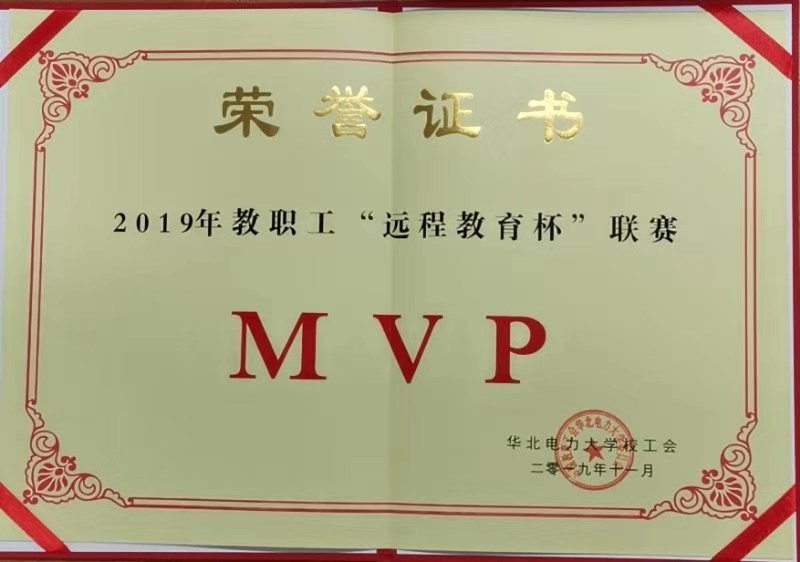 荣誉证书
2019年教职工“远程教育杯”联赛
MVP
华北电力大学校工会
二零一九年十一月